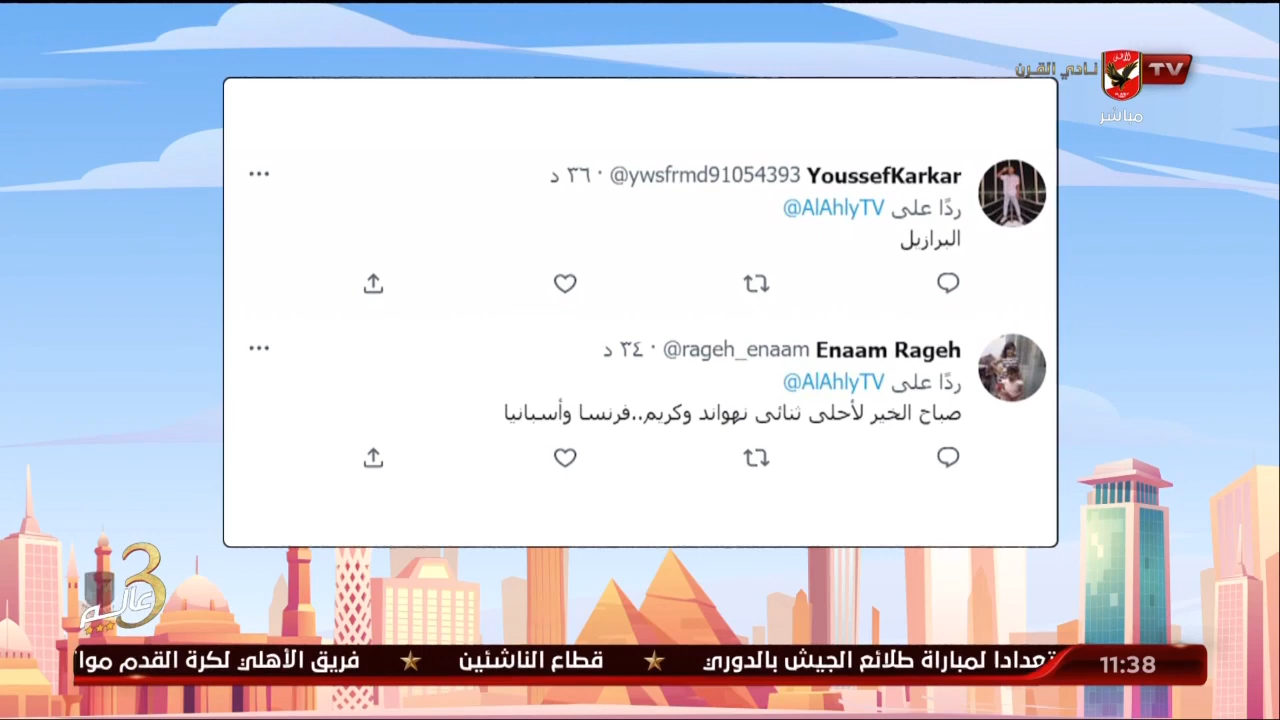 نادي القرن
TV
مباشر
YoussefKarkar @ywsfrmd91054393 · ٣٦ د
ردًا على @AlAhlyTV
البرازيل
Enaam Rageh @rageh_enaam · ٣٤ د
ردًا على @AlAhlyTV
صباح الخير لأحلى ثنائى نهواند وكريم..فرنسا وأسبانيا
3
11:38
تعدادا لمباراة طلائع الجيش بالدوري ★ قطاع الناشئين ★ فريق الأهلي لكرة القدم موا